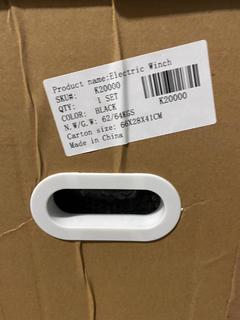 Product name:Electric Winch
SKU#: K20000
QTY: 1 SET
COLOR: BLACK
N.W/G.W: 62/64KGS
Carton size: 66X28X41CM
Made in China
K20000